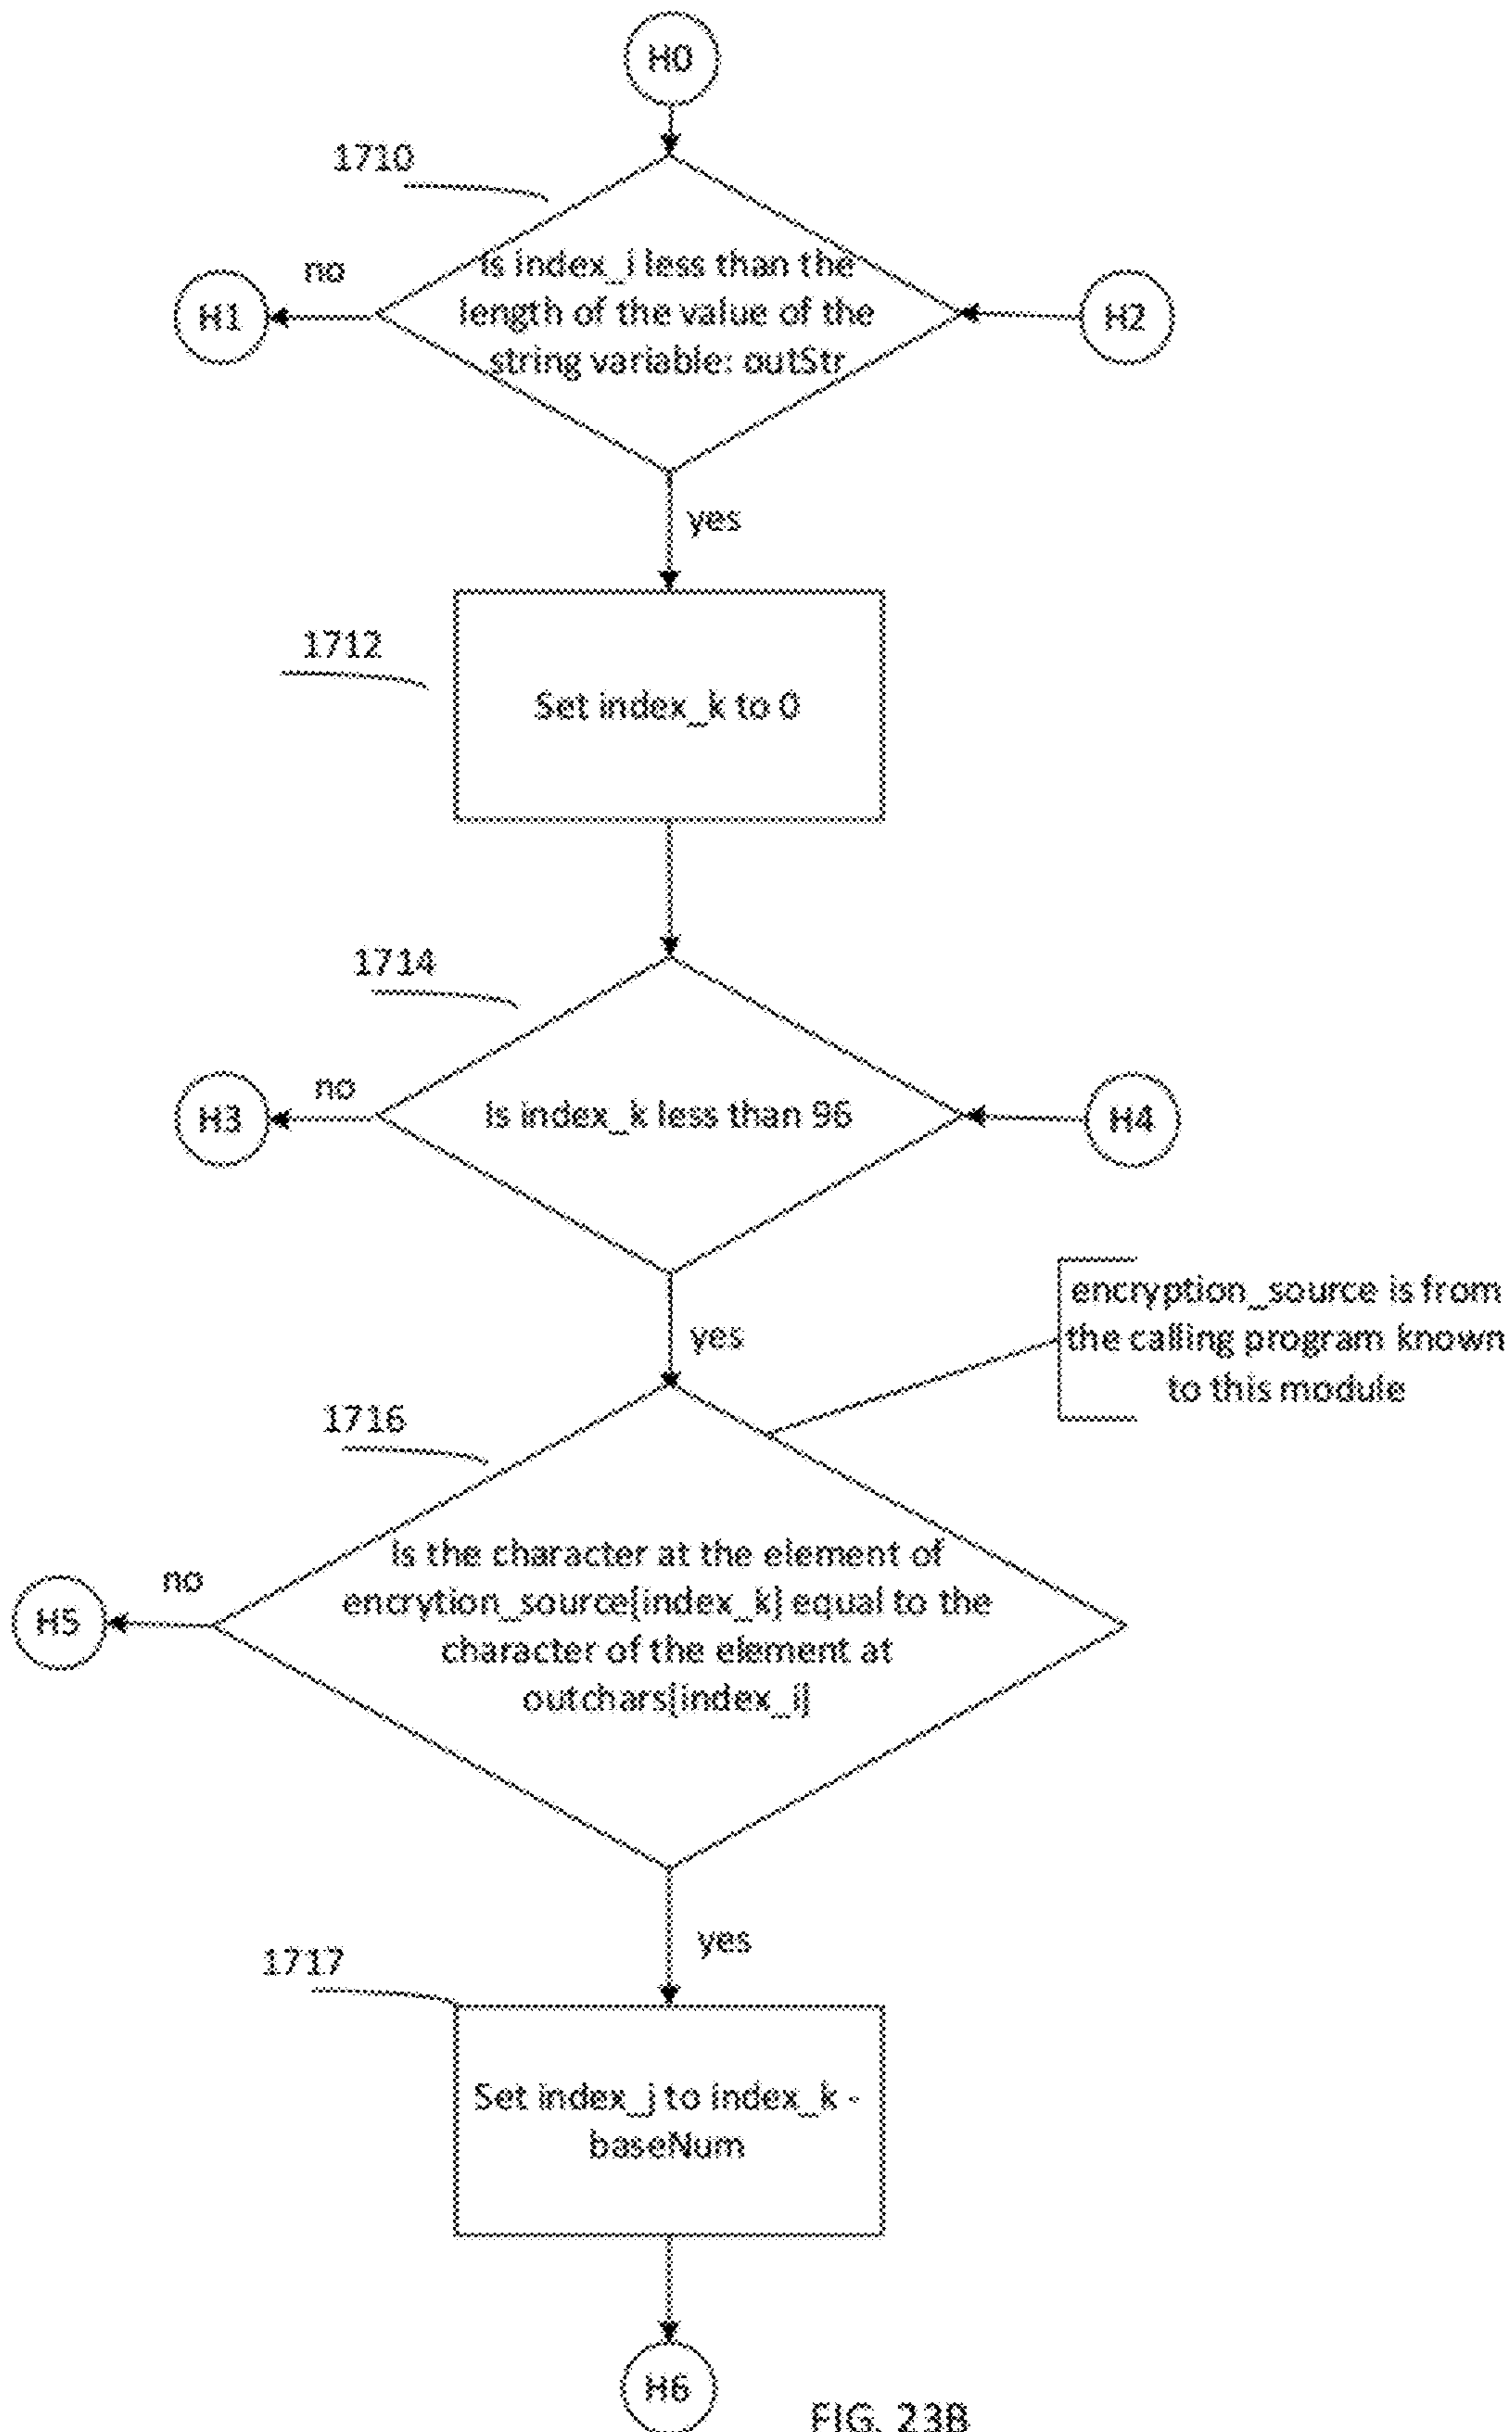 H0
1710
Is index_i less than the
length of the value of the
string variable: outStr
no
H1
H2
yes
1712
Set index_k to 0
1714
Is index_k less than 96
no
H3
H4
yes
encryption_source is from
the calling program known
to this module
1716
Is the character at the element of
encrytion_source[index_k] equal to the
character of the element at
outchars[index_i]
no
H5
yes
1717
Set index_j to index_k -
baseNum
H6
FIG. 23B